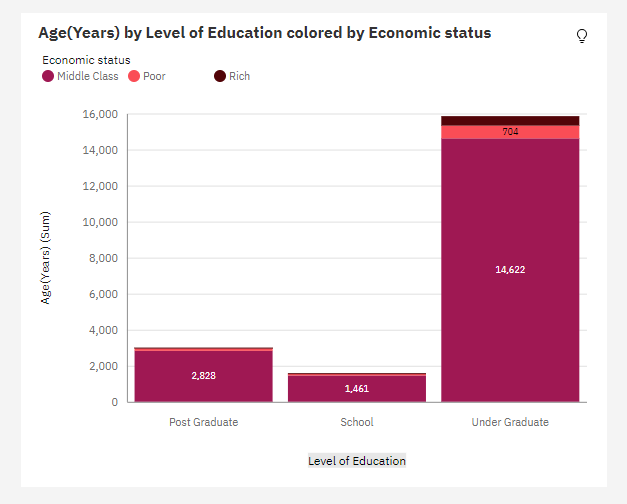 Age(Years) by Level of Education colored by Economic status
Economic status
Middle Class Poor Rich
16,000
14,000
12,000
10,000
8,000
6,000
4,000
2,000
0
Age(Years) (Sum)
704
14,622
2,828
1,461
Post Graduate School Under Graduate
Level of Education